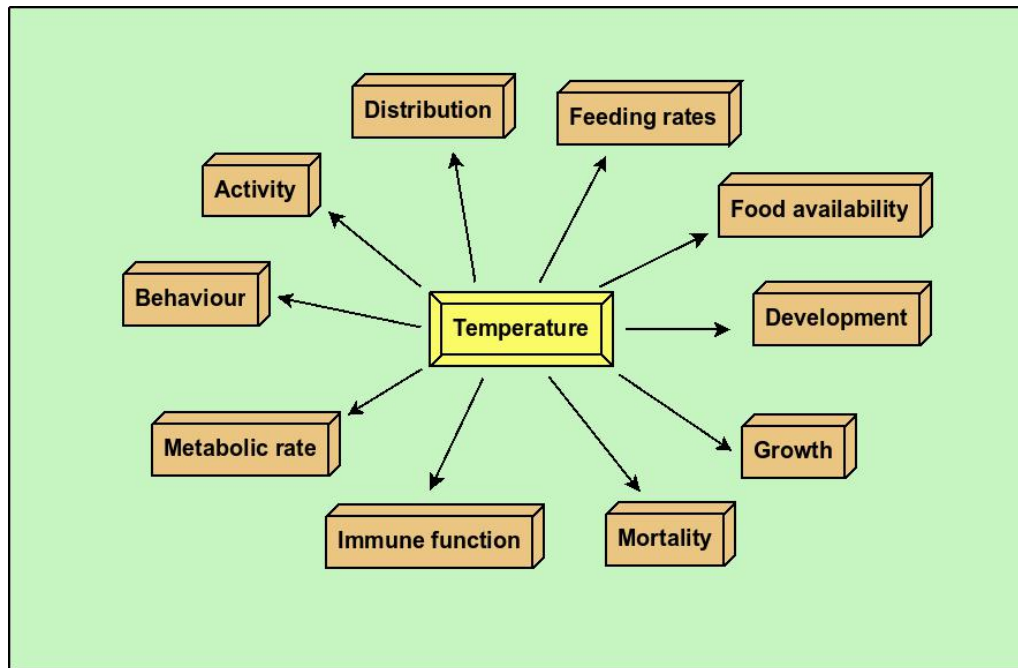 Distribution
Feeding rates
Activity
Food availability
Behaviour
Temperature
Development
Metabolic rate
Growth
Immune function
Mortality